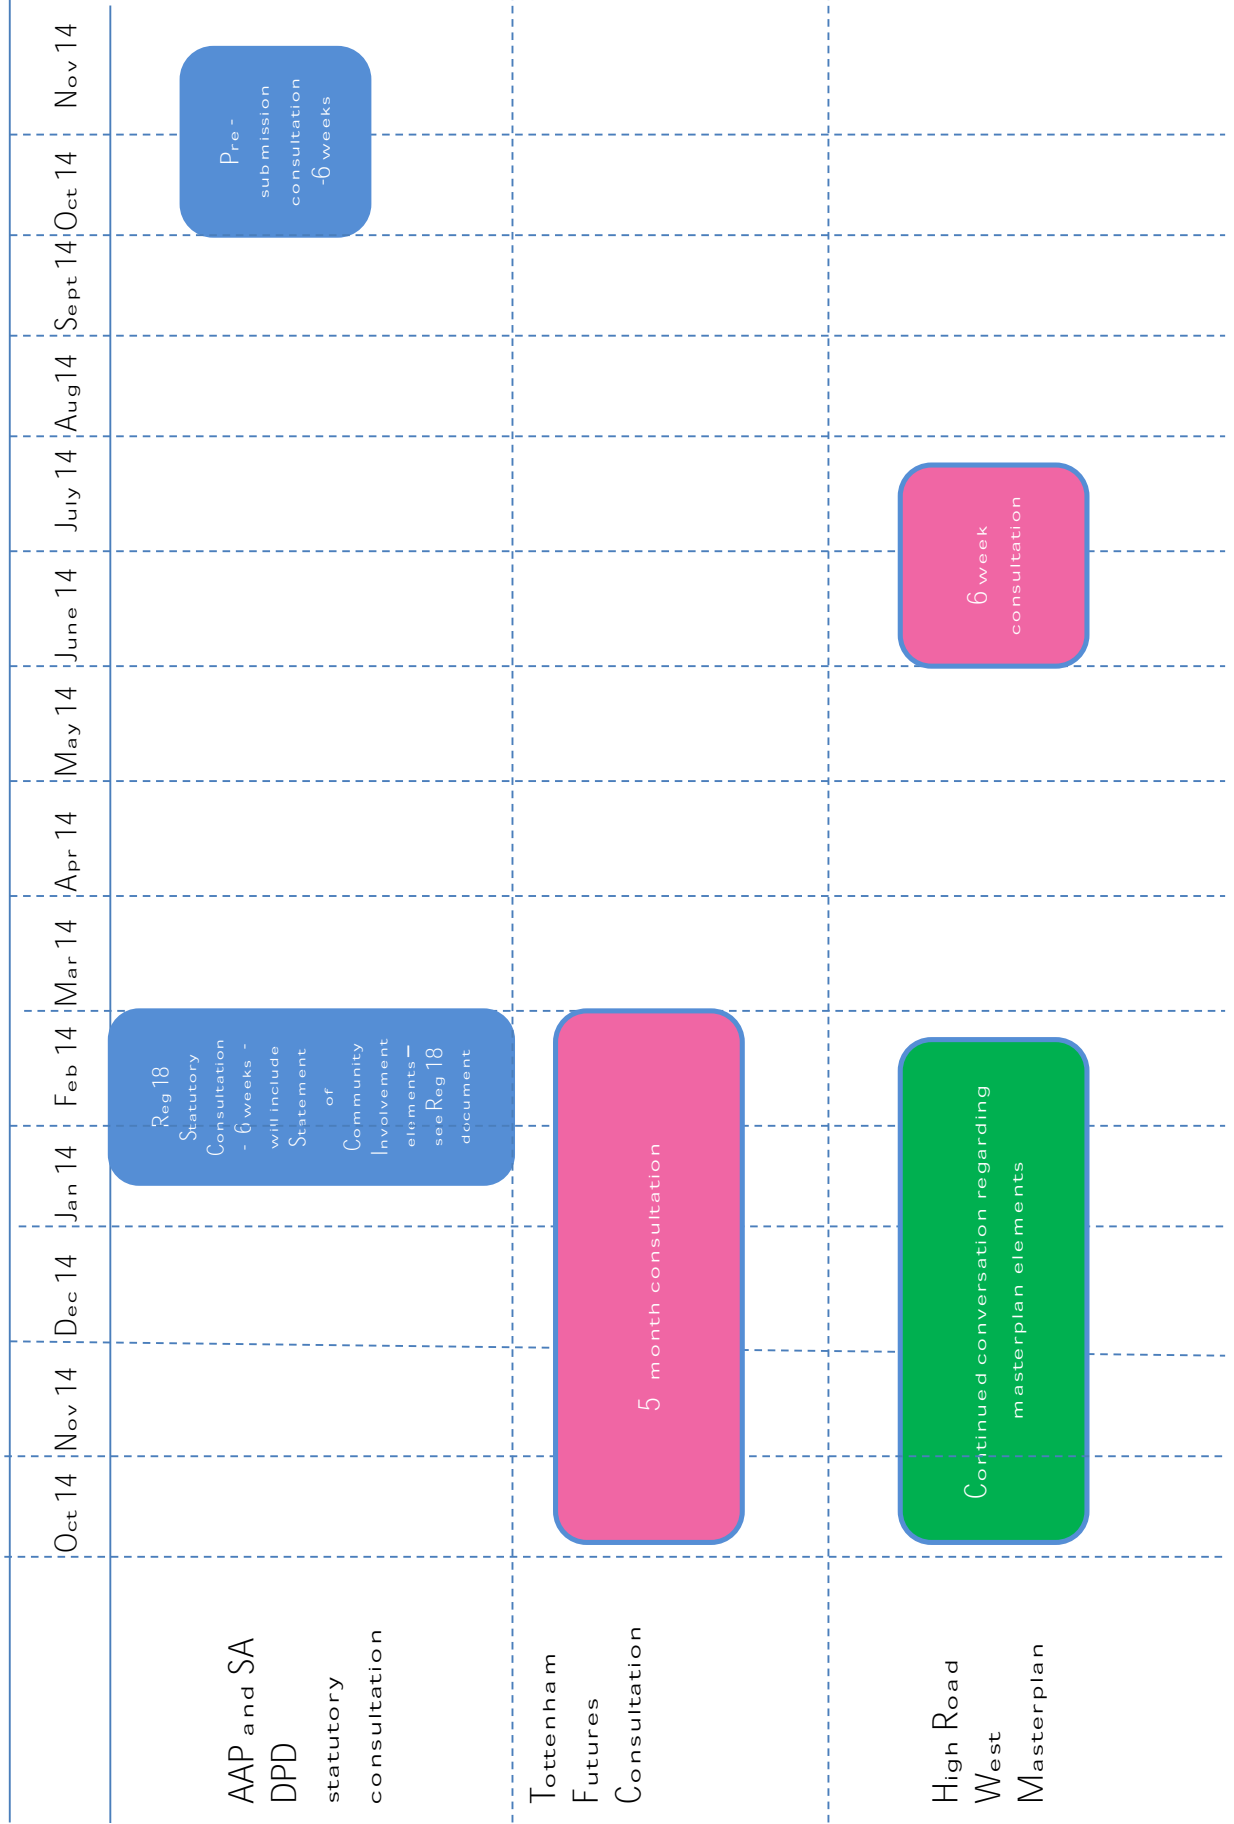 Oct 14
Nov 14
Dec 14
Jan 14
Feb 14
Mar 14
Apr 14
May 14
June 14
July 14
Aug14
Sept 14
Oct 14
Nov 14
AAP and SA
DPD
statutory
consultation
Reg 18
Statutory
Consultation
- 6 weeks -
will include
Statement
of
Community
Involvement
elements –
see Reg 18
document
Pre -
submission
consultation
-6 weeks
Tottenham
Futures
Consultation
5 month consultation
High Road
West
Masterplan
Continued conversation regarding
masterplan elements
6 week
consultation